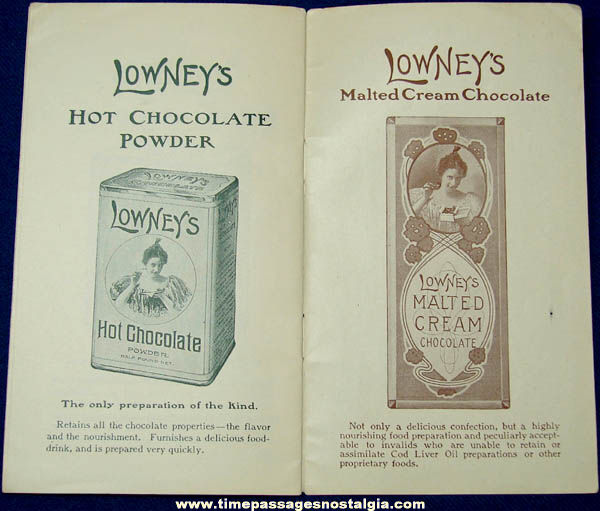 LOWNEY'S
HOT CHOCOLATE
POWDER
LOWNEY'S
LOWNEY'S
Hot Chocolate
POWDER.
HALF POUND NET.
The only preparation of the Kind.
Retains all the chocolate properties—the flavor
and the nourishment. Furnishes a delicious food-
drink, and is prepared very quickly.
LOWNEY'S
Malted Cream Chocolate
LOWNEY'S
MALTED
CREAM
CHOCOLATE
Not only a delicious confection, but a highly
nourishing food preparation and peculiarly accept-
able to invalids who are unable to retain or
assimilate Cod Liver Oil preparations or other
proprietary foods.
www.timepassagesnostalgia.com